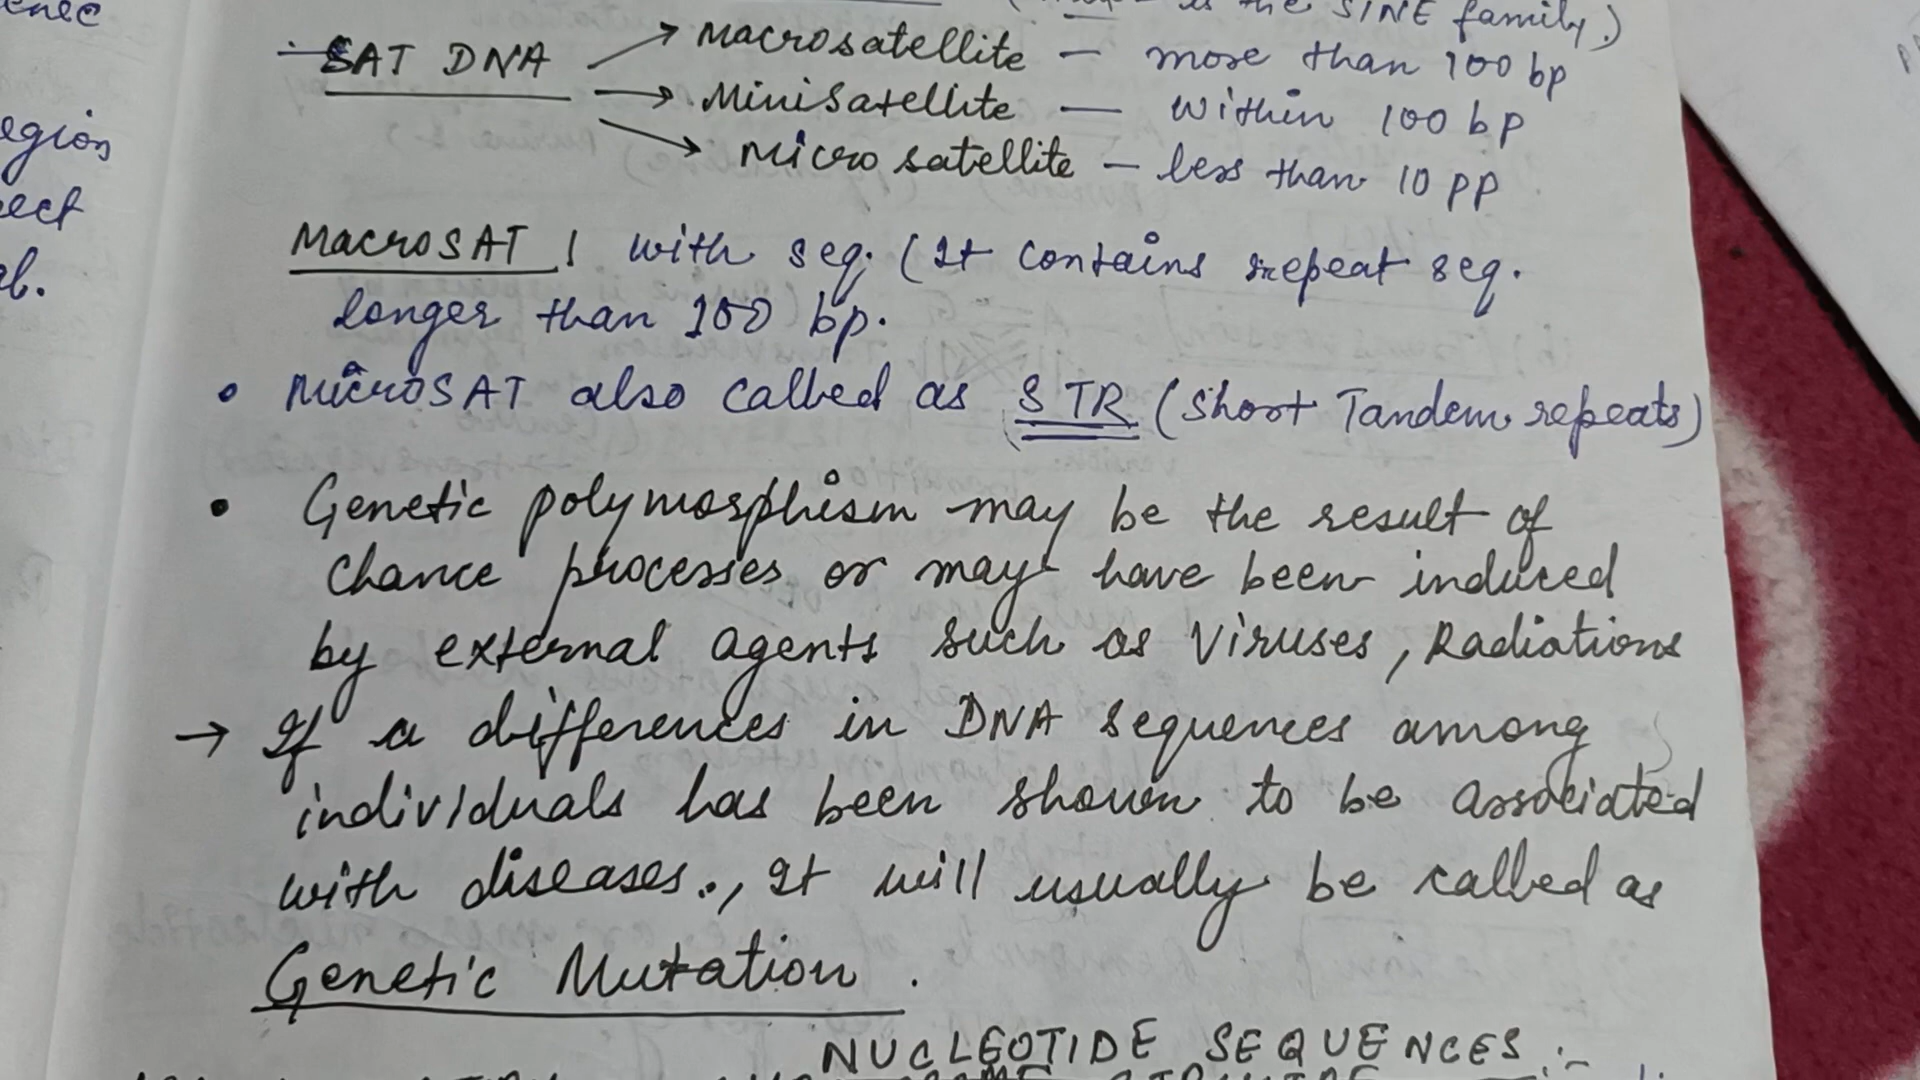 is the SINE family.)
SAT DNA → Macrosatellite – more than 100 bp
→ Minisatellite — Within 100 bp
→ Micro satellite – less than 10 pp
MacroSAT ! with seq. (It contains repeat seq.
longer than 100 bp.
• MicroSAT also called as STR (Short Tandem repeats)
• Genetic polymorphism may be the result of
chance processes or may have been induced
by external agents such as Viruses, Radiations
→ If a differences in DNA sequences among
individuals has been shown to be associated
with diseases., It will usually be called as
Genetic Mutation.
NUCLEOTIDE SEQUENCES :-
egion
ect